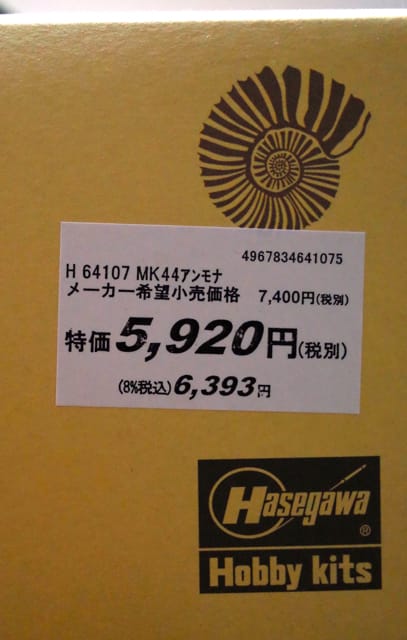 4967834641075
H 64107 MK44ｱﾝﾓﾅ
メーカー希望小売価格 7,400円(税別)
特価5,920円(税別)
(8%税込)6,393円
Hasegawa®
Hobby kits